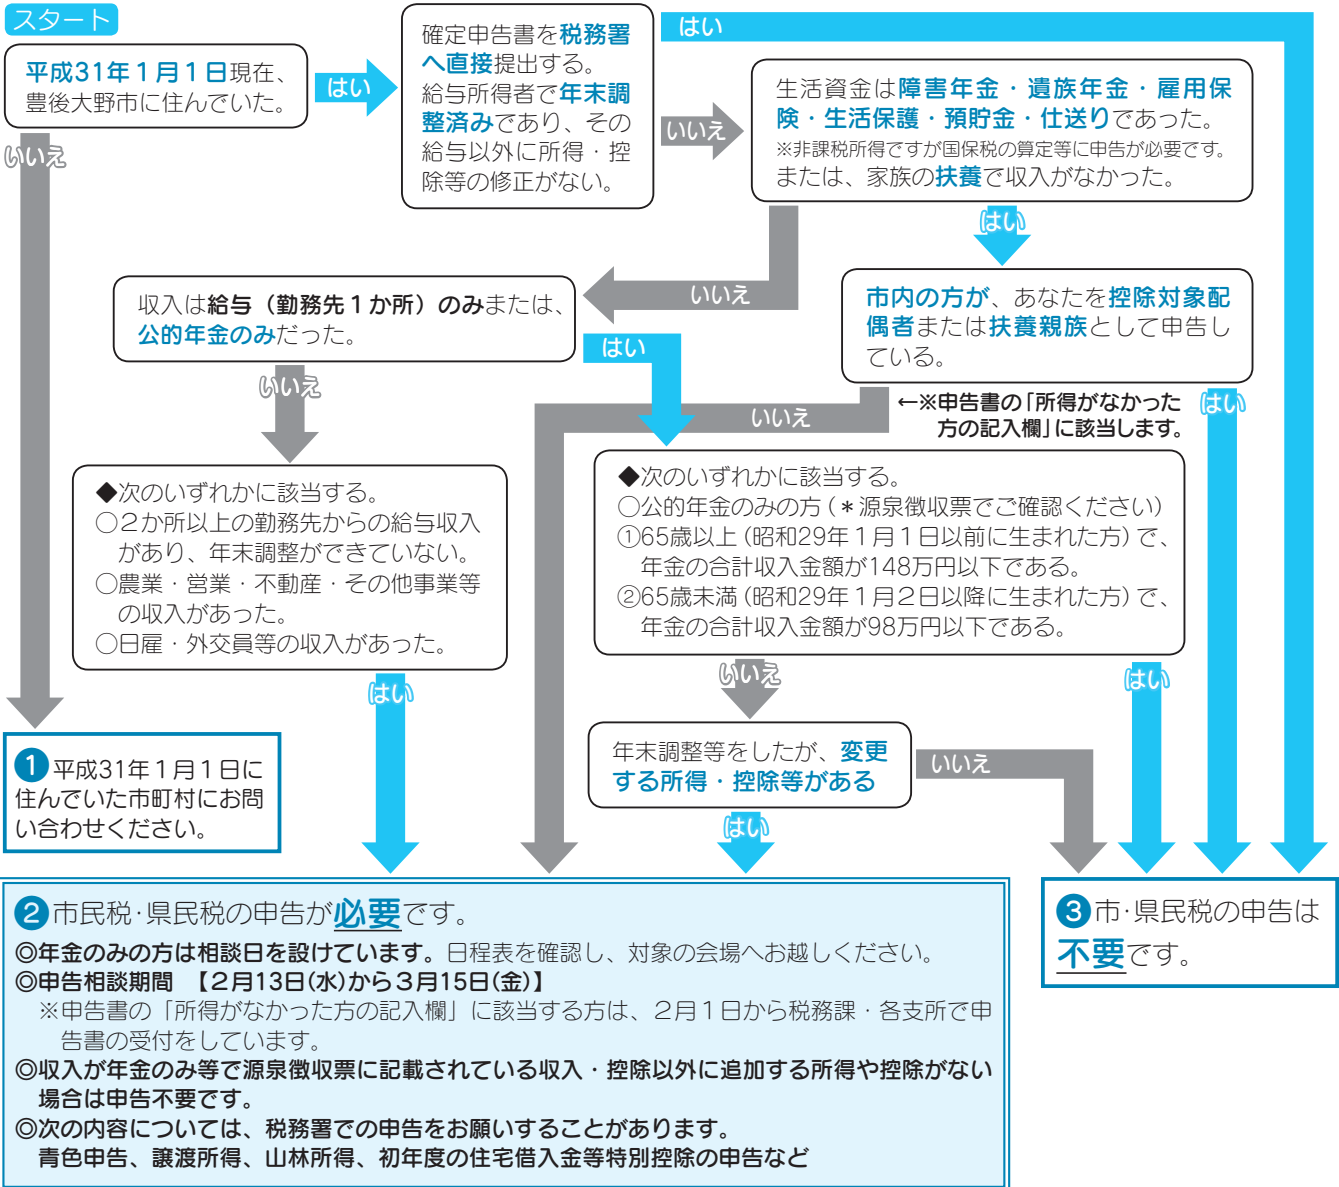 スタート
平成31年１月１日現在、
豊後大野市に住んでいた。
はい
いいえ
確定申告書を税務署
へ直接提出する。
給与所得者で年末調
整済みであり、その
給与以外に所得・控
除等の修正がない。
はい
いいえ
生活資金は障害年金・遺族年金・雇用保
険・生活保護・預貯金・仕送りであった。
※非課税所得ですが国保税の算定等に申告が必要です。
または、家族の扶養で収入がなかった。
はい
いいえ
収入は給与（勤務先１か所）のみまたは、
公的年金のみだった。
はい
いいえ
市内の方が、あなたを控除対象配
偶者または扶養親族として申告し
ている。
はい
いいえ
←※申告書の「所得がなかった
方の記入欄」に該当します。
◆次のいずれかに該当する。
○２か所以上の勤務先からの給与収入
があり、年末調整ができていない。
○農業・営業・不動産・その他事業等
の収入があった。
○日雇・外交員等の収入があった。
はい
◆次のいずれかに該当する。
○公的年金のみの方（＊源泉徴収票でご確認ください）
①65歳以上（昭和29年１月１日以前に生まれた方）で、
年金の合計収入金額が148万円以下である。
②65歳未満（昭和29年１月２日以降に生まれた方）で、
年金の合計収入金額が98万円以下である。
いいえ
はい
年末調整等をしたが、変更
する所得・控除等がある
いいえ
はい
❶平成31年１月１日に
住んでいた市町村にお問
い合わせください。
❷市民税・県民税の申告が必要です。
◎年金のみの方は相談日を設けています。日程表を確認し、対象の会場へお越しください。
◎申告相談期間　【２月13日(水)から３月15日(金)】
※申告書の「所得がなかった方の記入欄」に該当する方は、２月１日から税務課・各支所で申
告書の受付をしています。
◎収入が年金のみ等で源泉徴収票に記載されている収入・控除以外に追加する所得や控除がない
場合は申告不要です。
◎次の内容については、税務署での申告をお願いすることがあります。
青色申告、譲渡所得、山林所得、初年度の住宅借入金等特別控除の申告など
❸市・県民税の申告は
不要です。